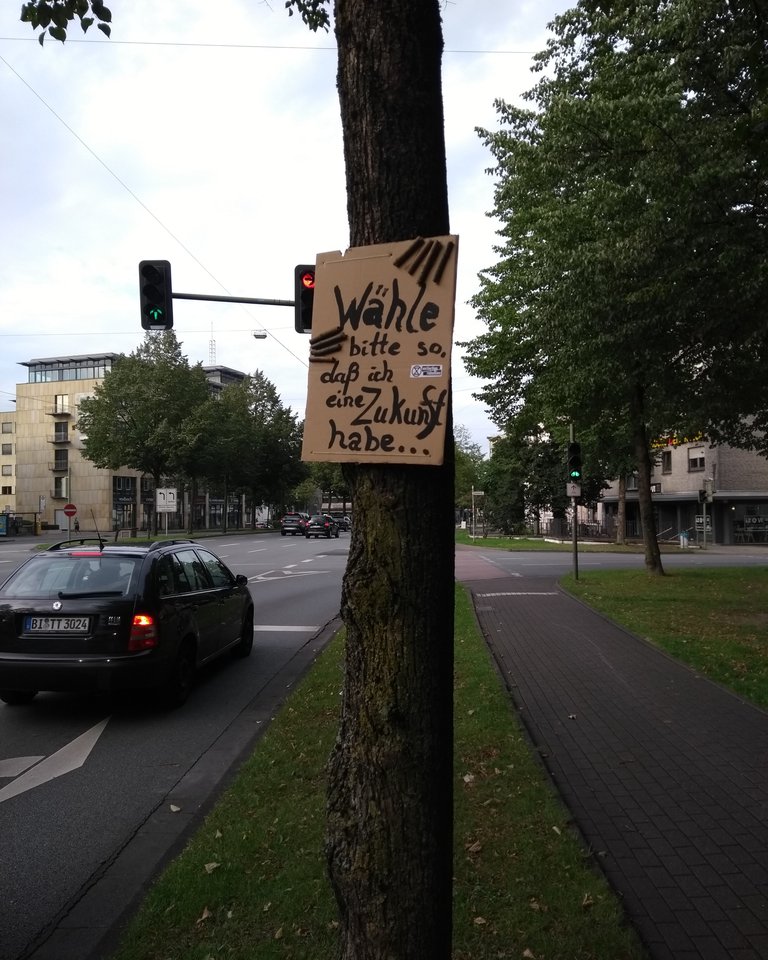 Wähle
bitte so,
daß ich
eine Zukunft
habe...
BI TT 3024